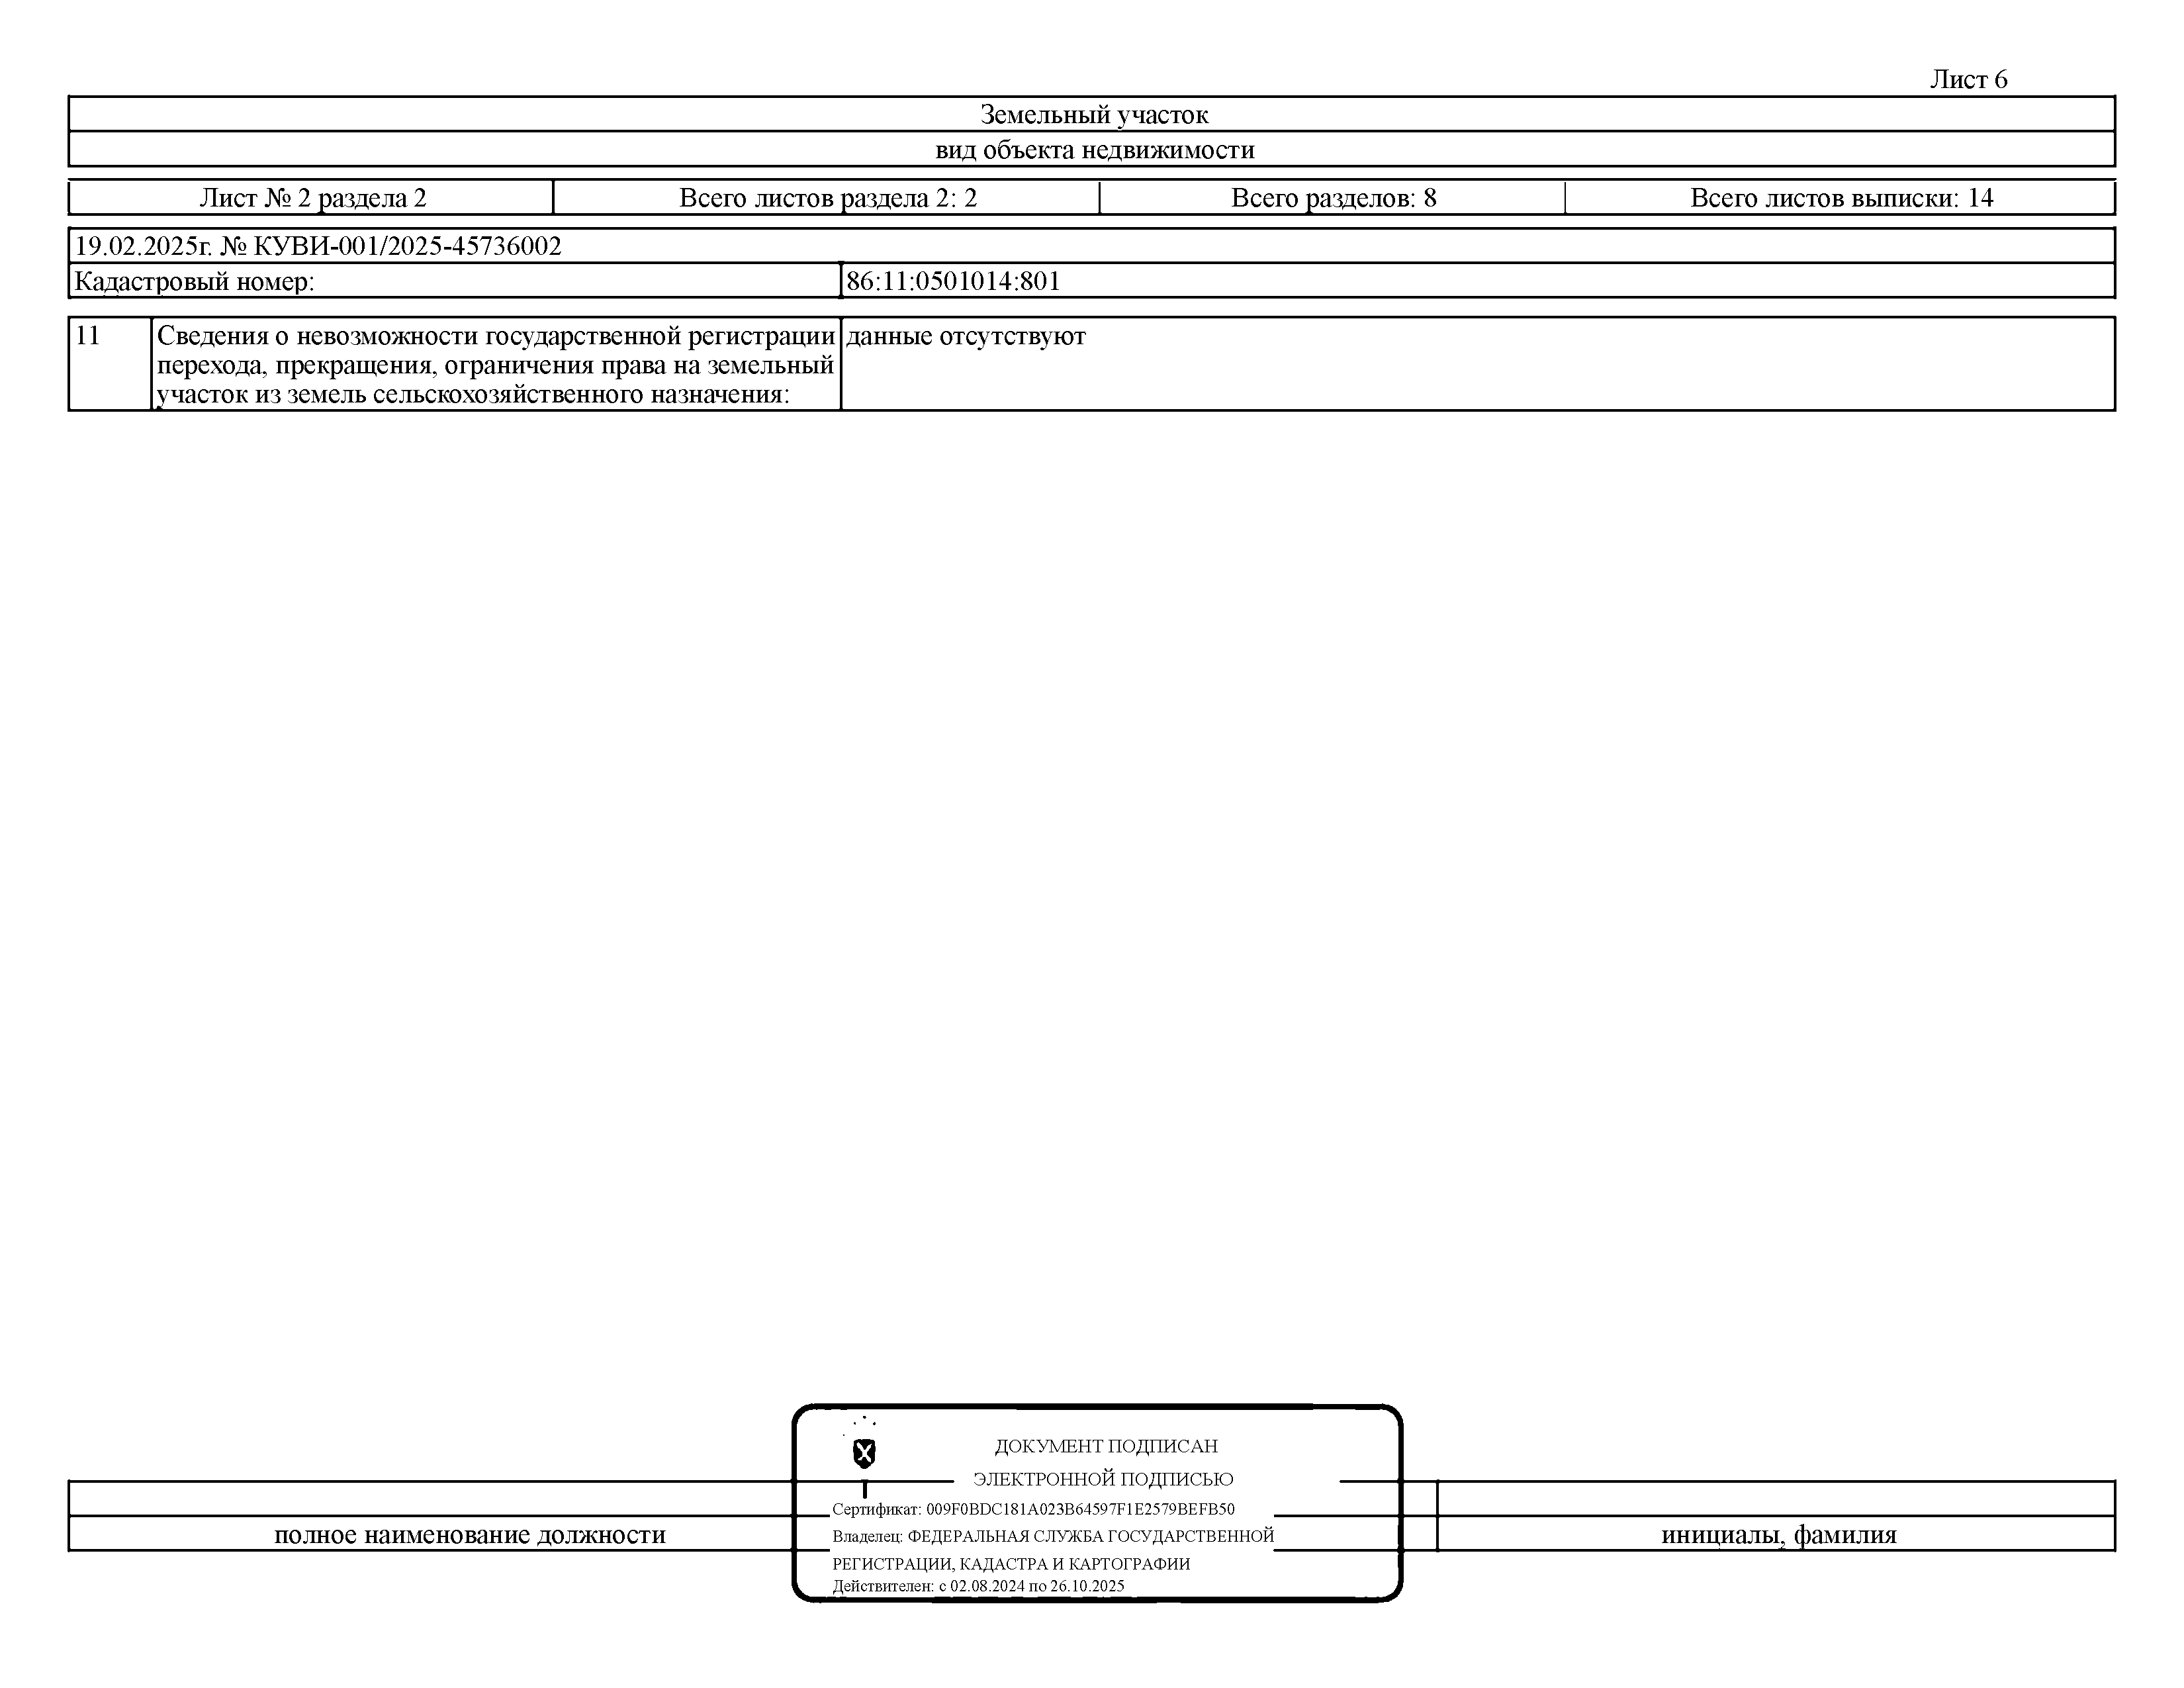 Лист 6
Земельный участок
вид объекта недвижимости
Лист № 2 раздела 2 Всего листов раздела 2: 2 Всего разделов: 8 Всего листов выписки: 14
19.02.2025г. № КУВИ-001/2025-45736002
Кадастровый номер: 86:11:0501014:801
11 Сведения о невозможности государственной регистрации данные отсутствуют
перехода, прекращения, ограничения права на земельный
участок из земель сельскохозяйственного назначения:
ДОКУМЕНТ ПОДПИСАН
ЭЛЕКТРОННОЙ ПОДПИСЬЮ
Сертификат: 009F0BDC181A023B64597F1E2579BEFB50
полное наименование должности Владелец: ФЕДЕРАЛЬНАЯ СЛУЖБА ГОСУДАРСТВЕННОЙ инициалы, фамилия
РЕГИСТРАЦИИ, КАДАСТРА И КАРТОГРАФИИ
Действителен: с 02.08.2024 по 26.10.2025